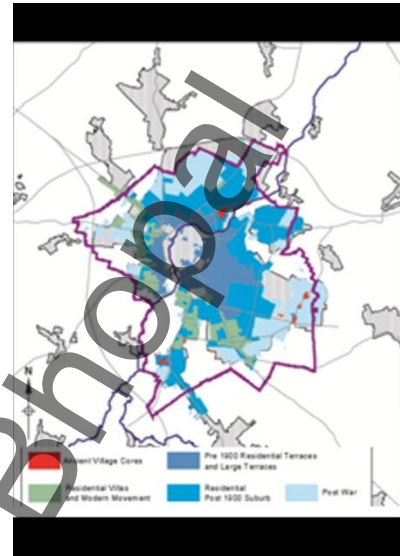 Bhopal
N
Ancient Village Cores
Pre 1900 Residential Terraces
and Large Terraces
Residential Villas
and Modern Movement
Residential
Post 1900 Suburb
Post War